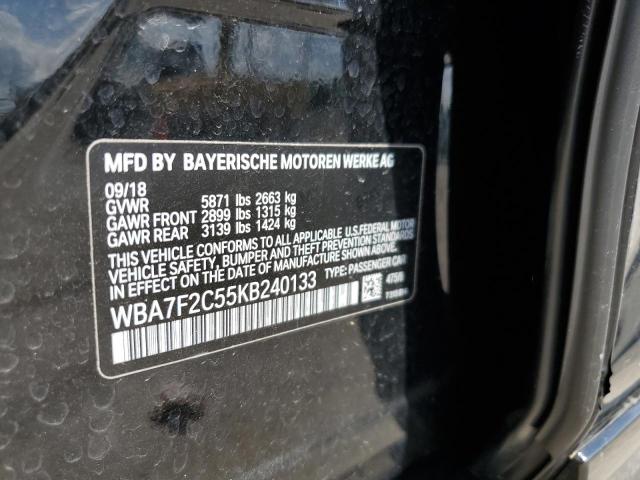 MFD BY BAYERISCHE MOTOREN WERKE AG
09/18
GVWR 5871 lbs 2663 kg
GAWR FRONT 2899 lbs 1315 kg
GAWR REAR 3139 lbs 1424 kg
THIS VEHICLE CONFORMS TO ALL APPLICABLE U.S.FEDERAL MOTOR
VEHICLE SAFETY, BUMPER AND THEFT PREVENTION STANDARDS
IN EFFECT ON THE DATE OF MANUFACTURE SHOWN ABOVE.
WBA7F2C55KB240133 TYPE: PASSENGER CAR